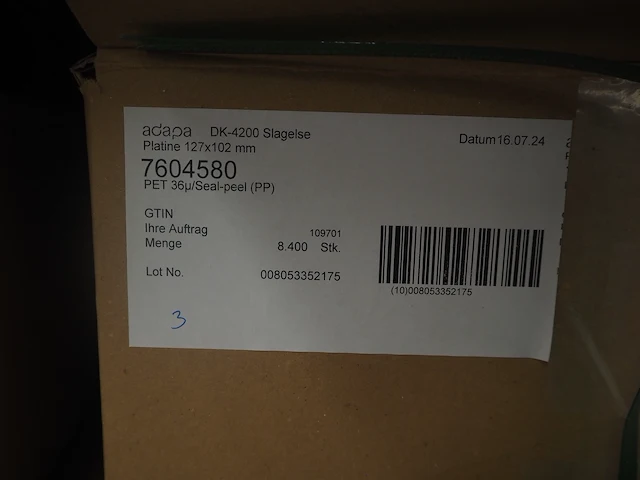 adapa DK-4200 Slagelse Datum 16.07.24
Platine 127x102 mm
7604580
PET 36µ/Seal-peel (PP)
GTIN
Ihre Auftrag 109701
Menge 8.400 Stk.
Lot No. 008053352175
(10)008053352175
3